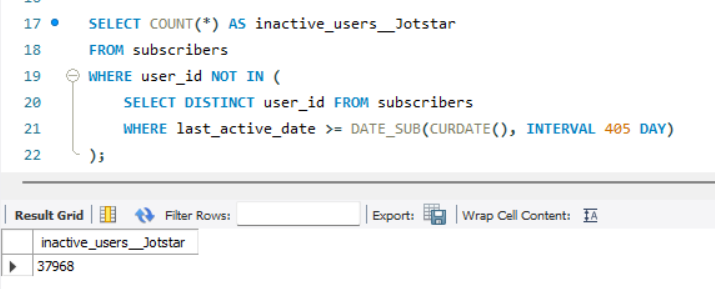 17 SELECT COUNT(*) AS inactive_users__Jotstar
18 FROM subscribers
19 WHERE user_id NOT IN (
20 SELECT DISTINCT user_id FROM subscribers
21 WHERE last_active_date >= DATE_SUB(CURDATE(), INTERVAL 405 DAY)
22 );
Result Grid Filter Rows: Export: Wrap Cell Content: IA
inactive_users__Jotstar
37968